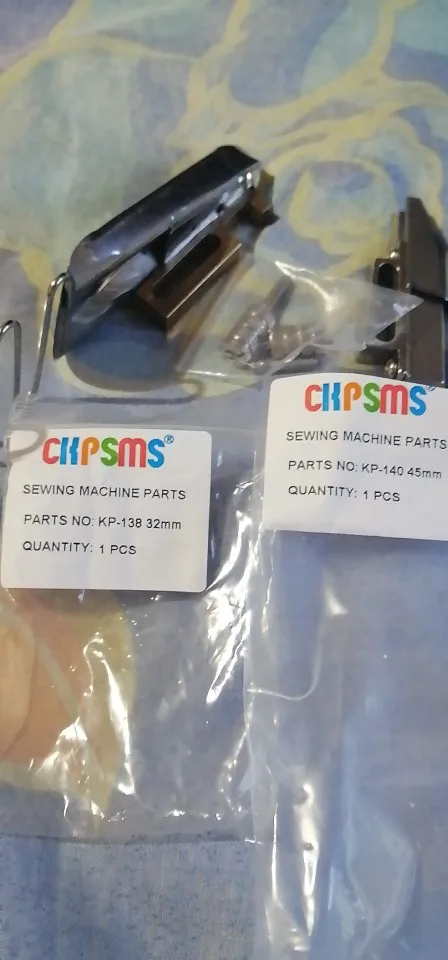 CKPSMS®
SEWING MACHINE PARTS
PARTS NO: KP-138 32mm
QUANTITY: 1 PCS
CKPSMS®
SEWING MACHINE PARTS
PARTS NO: KP-140 45mm
QUANTITY: 1 PCS